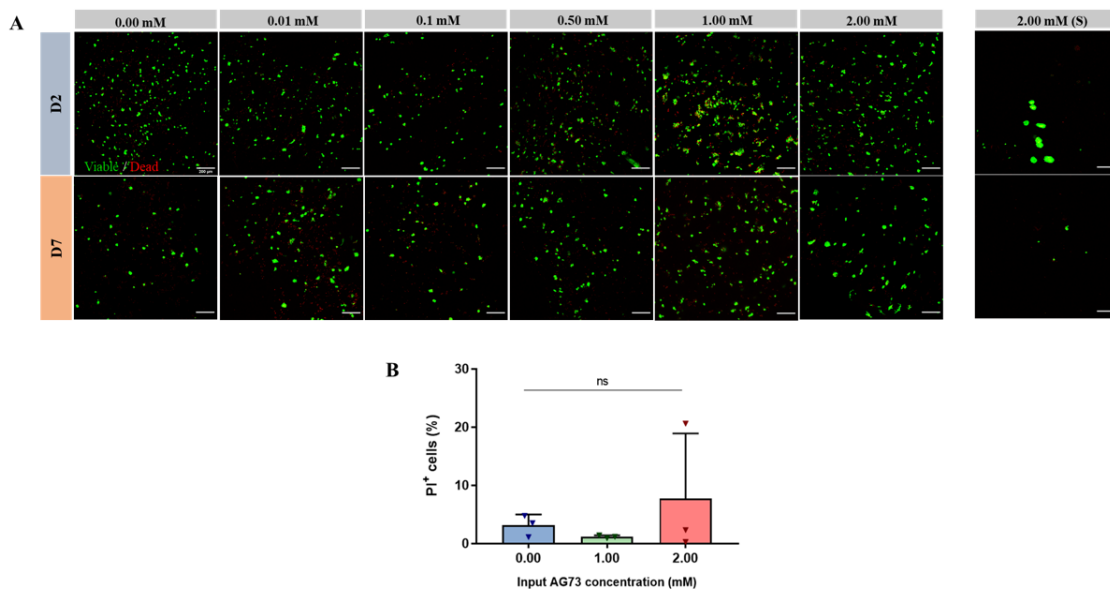 A
0.00 mM 0.01 mM 0.1 mM 0.50 mM 1.00 mM 2.00 mM 2.00 mM (S)
D2
Viable / Dead
200 μm
D7
B
30
ns
20
10
0
PI⁺ cells (%)
0.00 1.00 2.00
Input AG73 concentration (mM)